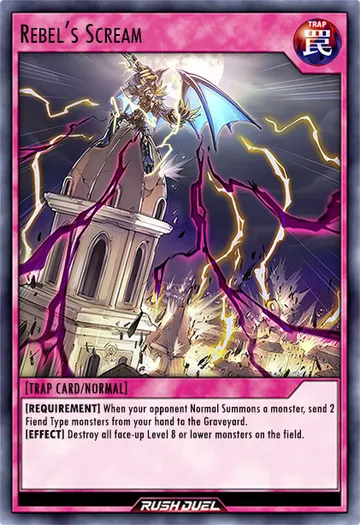 Rebel's Scream
TRAP
罠
[TRAP CARD/NORMAL]
[REQUIREMENT] When your opponent Normal Summons a monster, send 2
Fiend Type monsters from your hand to the Graveyard.
[EFFECT] Destroy all face-up Level 8 or lower monsters on the field.
RUSH DUEL